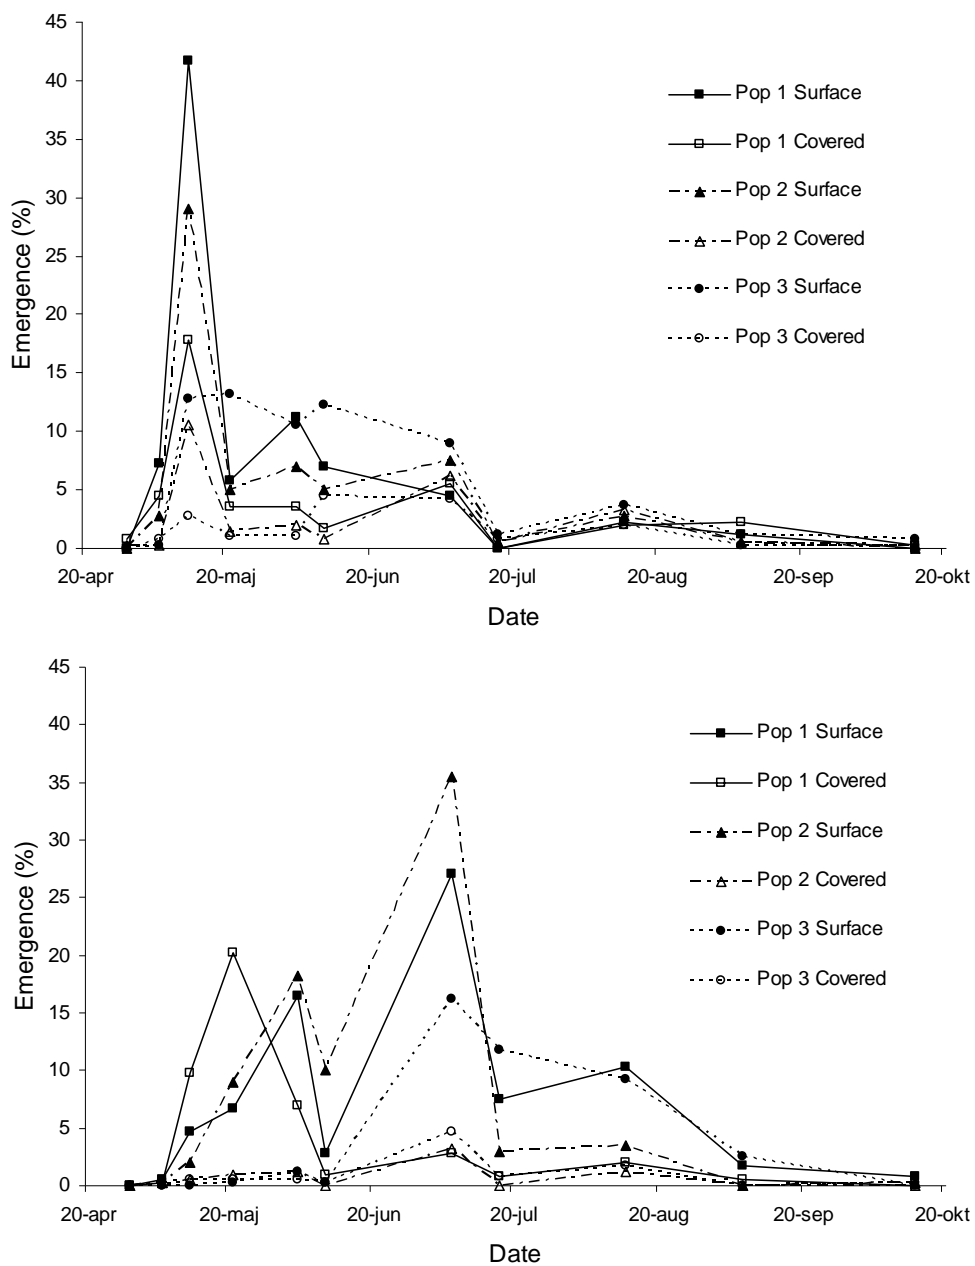 45
40
35
30
25
20
15
10
5
0
Emergence (%)
20-apr 20-maj 20-jun 20-jul 20-aug 20-sep 20-okt
Date
Pop 1 Surface
Pop 1 Covered
Pop 2 Surface
Pop 2 Covered
Pop 3 Surface
Pop 3 Covered
45
40
35
30
25
20
15
10
5
0
Emergence (%)
20-apr 20-maj 20-jun 20-jul 20-aug 20-sep 20-okt
Date
Pop 1 Surface
Pop 1 Covered
Pop 2 Surface
Pop 2 Covered
Pop 3 Surface
Pop 3 Covered